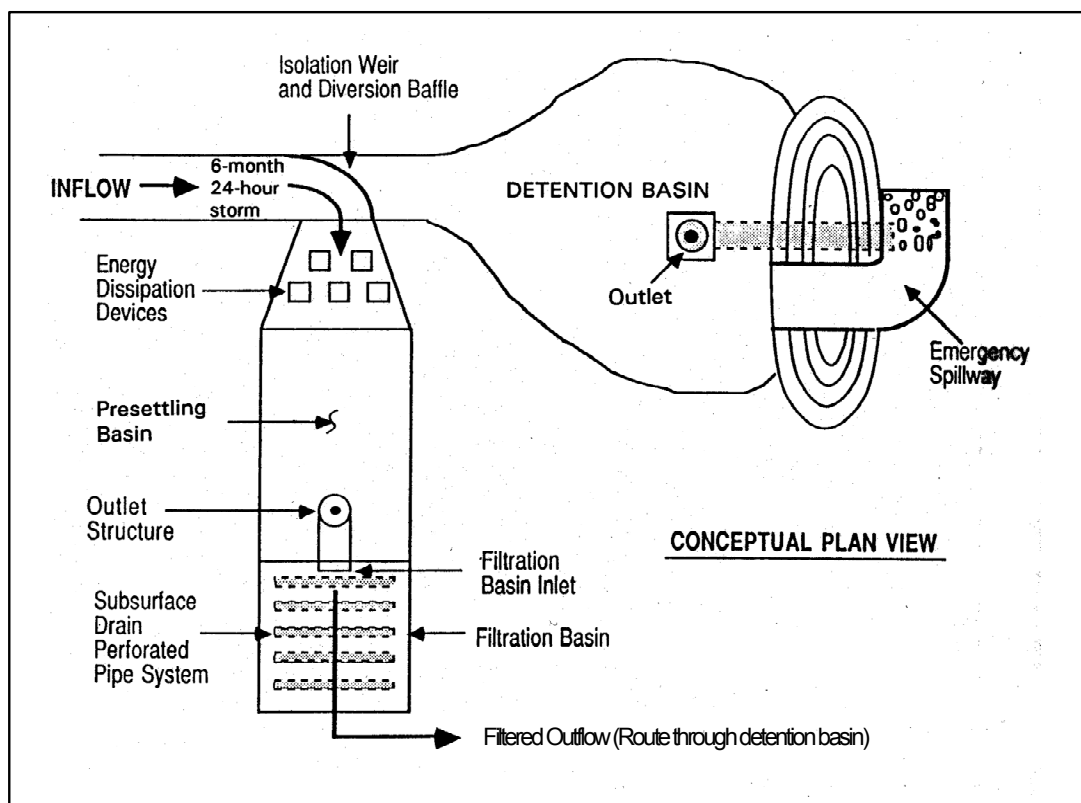 Isolation Weir
and Diversion Baffle
6-month
INFLOW
24-hour
storm
DETENTION BASIN
Energy
Dissipation
Devices
Outlet
Emergency
Spillway
Presettling
Basin
Outlet
Structure
CONCEPTUAL PLAN VIEW
Filtration
Basin Inlet
Subsurface
Drain
Perforated
Pipe System
Filtration Basin
Filtered Outflow (Route through detention basin)